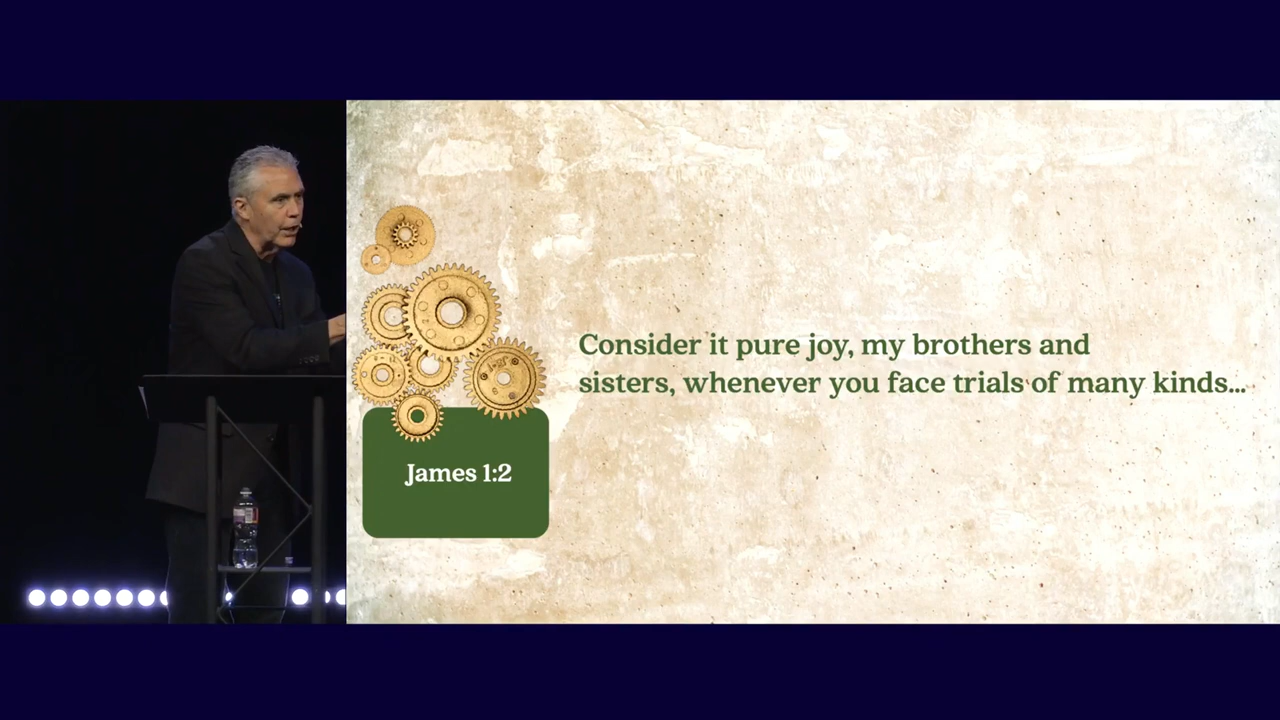 Consider it pure joy, my brothers and
sisters, whenever you face trials of many kinds...
James 1:2